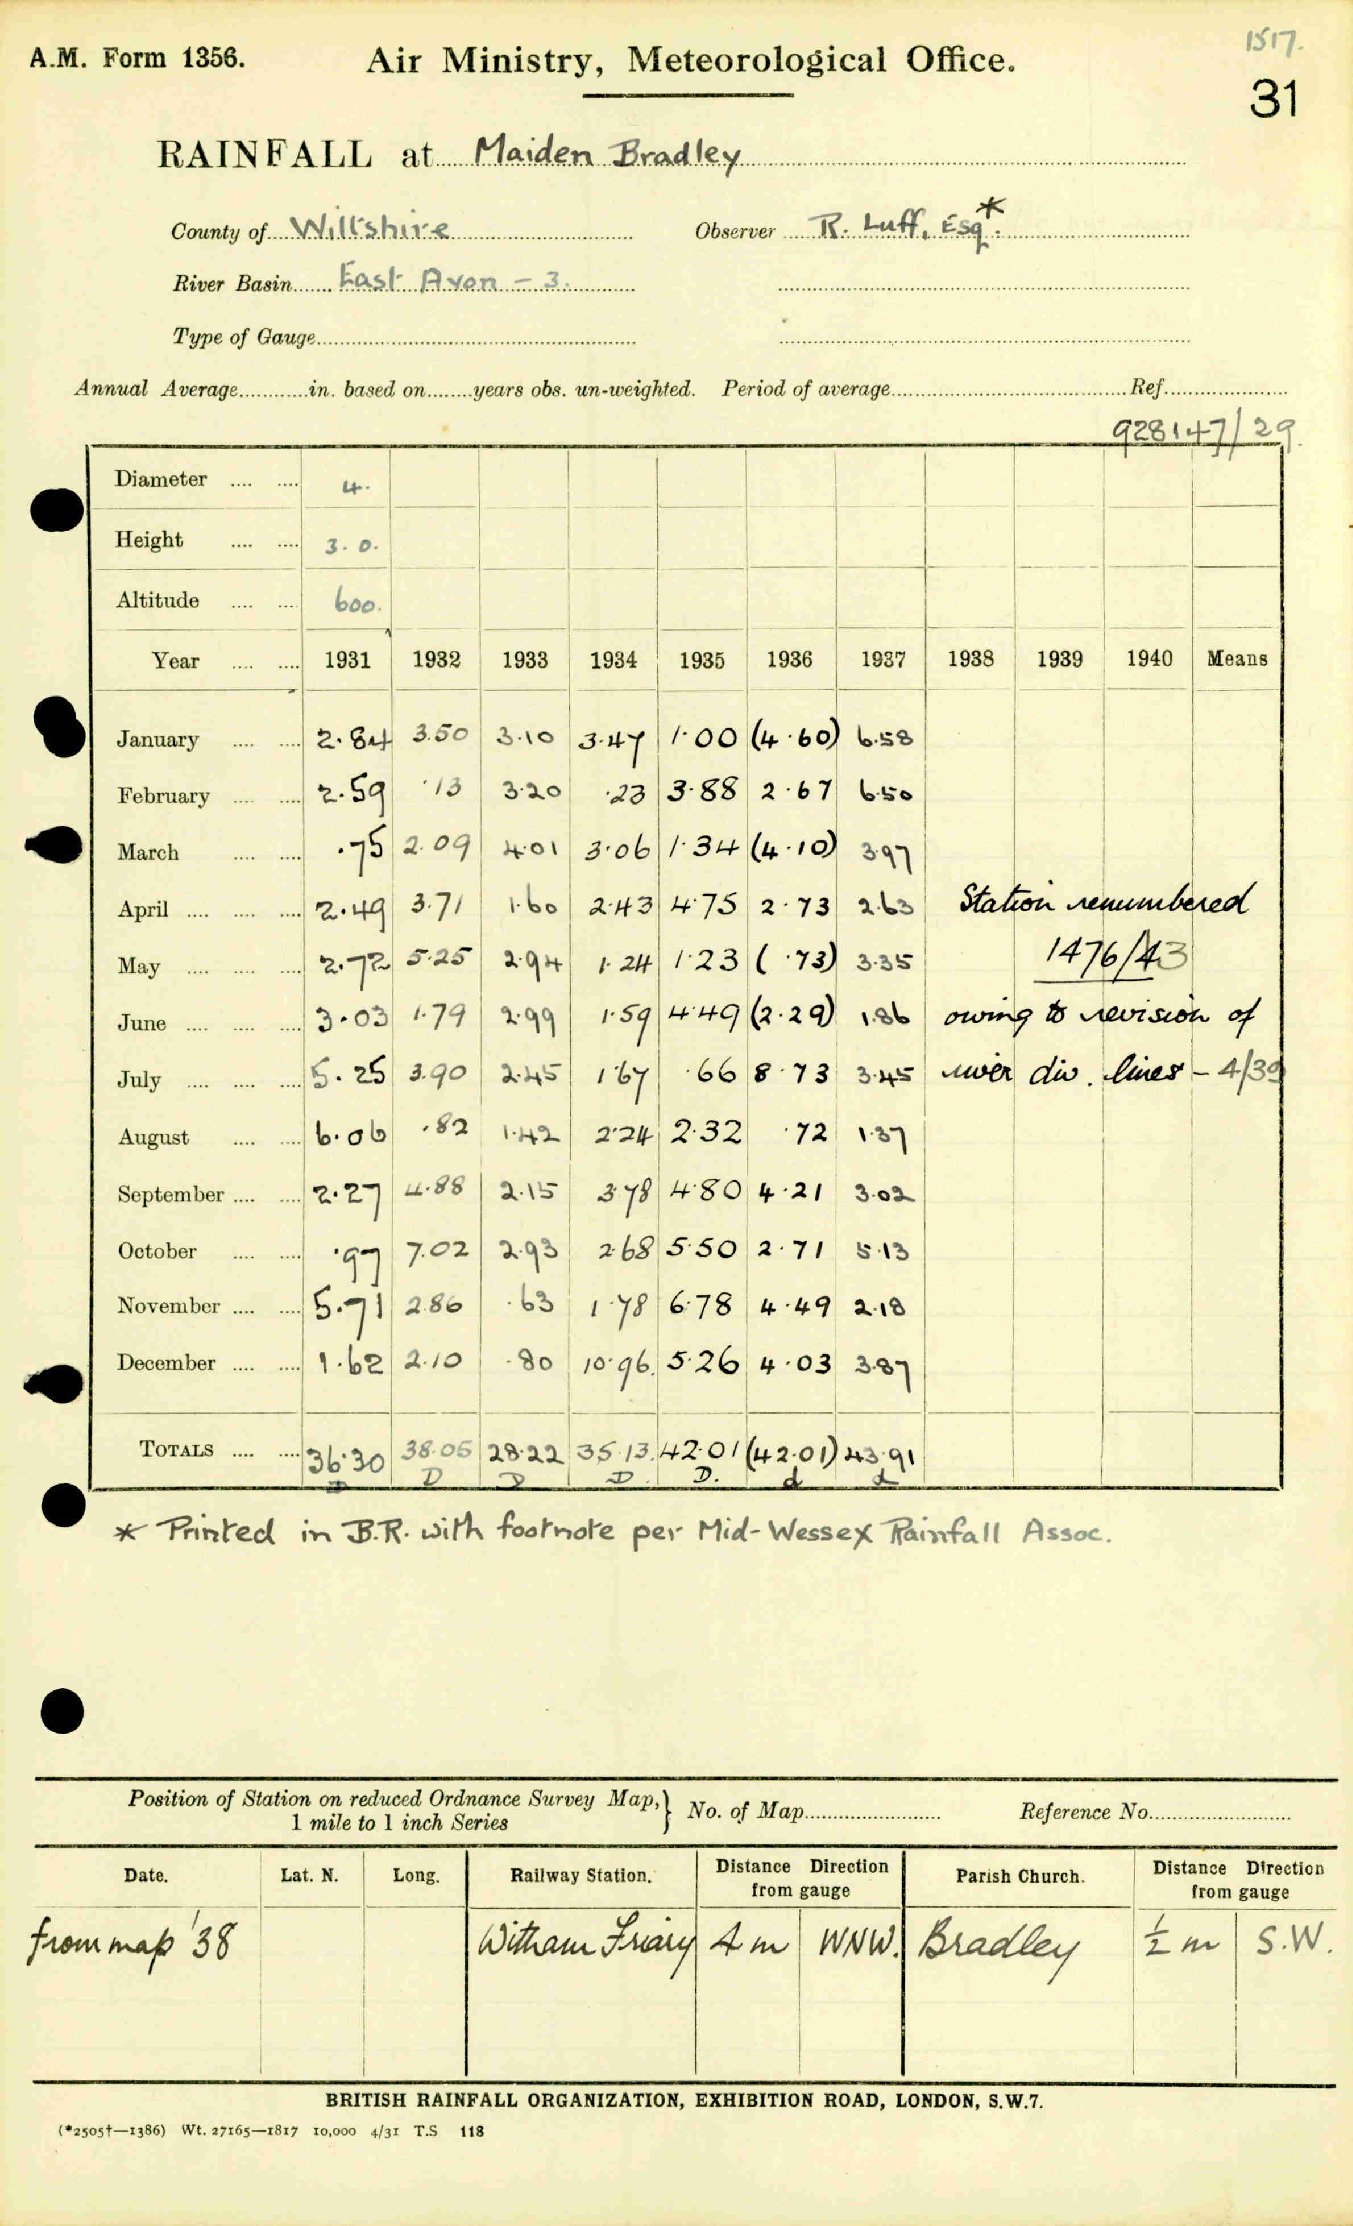 1517.
A.M. Form 1356. Air Ministry, Meteorological Office.
31
RAINFALL at Maiden Bradley
County of Wiltshire Observer R. Luff, Esq.*
River Basin East Avon - 3.
Type of Gauge
Annual Average in. based on years obs. un-weighted. Period of average Ref.
928147/29.
Diameter 4.
Height 3. 0.
Altitude 600.
Year 1931 1932 1933 1934 1935 1936 1937 1938 1939 1940 Means
January 2.84 3.50 3.10 3.47 1.00 (4.60) 6.58
February 2.59 .13 3.20 .23 3.88 2.67 6.50
March .75 2.09 4.01 3.06 1.34 (4.10) 3.97
April 2.49 3.71 1.60 2.43 4.75 2.73 2.63 Station renumbered
May 2.72 5.25 2.94 1.24 1.23 (.73) 3.35 1476/43
June 3.03 1.79 2.99 1.59 4.49 (2.29) 1.86 owing to revision of
July 5.25 3.90 2.45 1.67 .66 8.73 3.45 river div. lines - 4/39
August 6.06 .82 1.42 2.24 2.32 .72 1.37
September 2.27 4.88 2.15 3.78 4.80 4.21 3.02
October .97 7.02 2.93 2.68 5.50 2.71 5.13
November 5.71 2.86 .63 1.78 6.78 4.49 2.18
December 1.62 2.10 .80 10.96 5.26 4.03 3.87
TOTALS 36.30 38.05 28.22 35.13 42.01 (42.01) 43.91
D D D D D. d d
* Printed in B.R. with footnote per Mid-Wessex Rainfall Assoc.
Position of Station on reduced Ordnance Survey Map, } No. of Map Reference No.
1 mile to 1 inch Series
Date. Lat. N. Long. Railway Station. Distance Direction from gauge Parish Church. Distance Direction from gauge
from map '38 Witham Friary 4 m WNW. Bradley ½ m S.W.
BRITISH RAINFALL ORGANIZATION, EXHIBITION ROAD, LONDON, S.W.7.
(*2505†—1386) Wt. 27165—1817 10,000 4/31 T.S 118